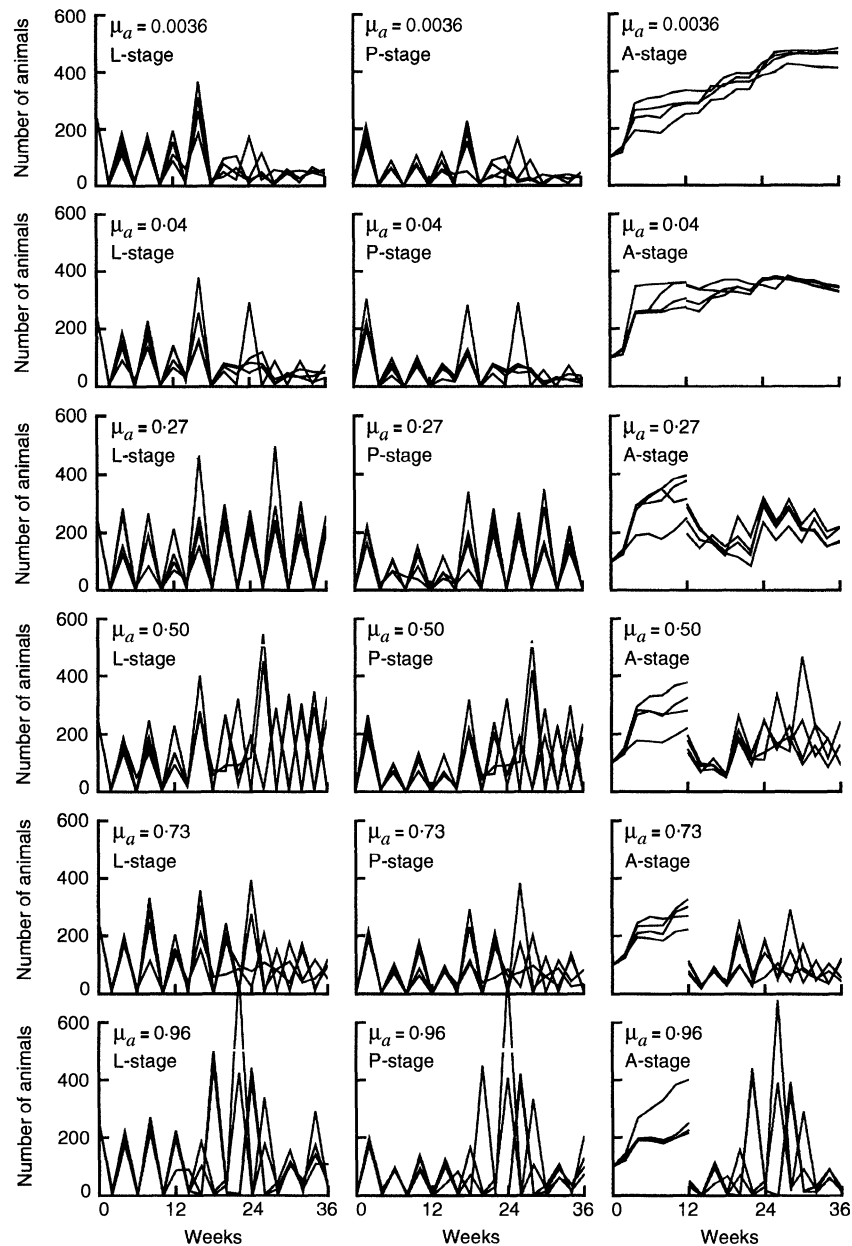 600
400
200
0
Number of animals
μa = 0.0036
L-stage
μa = 0.0036
P-stage
μa = 0.0036
A-stage
600
400
200
0
Number of animals
μa = 0.04
L-stage
μa = 0.04
P-stage
μa = 0.04
A-stage
600
400
200
0
Number of animals
μa = 0·27
L-stage
μa = 0·27
P-stage
μa = 0·27
A-stage
600
400
200
0
Number of animals
μa = 0·50
L-stage
μa = 0·50
P-stage
μa = 0·50
A-stage
600
400
200
0
Number of animals
μa = 0·73
L-stage
μa = 0·73
P-stage
μa = 0·73
A-stage
600
400
200
0
Number of animals
μa = 0·96
L-stage
μa = 0·96
P-stage
μa = 0·96
A-stage
0 12 24 36
0 12 24 36
0 12 24 36
Weeks
Weeks
Weeks